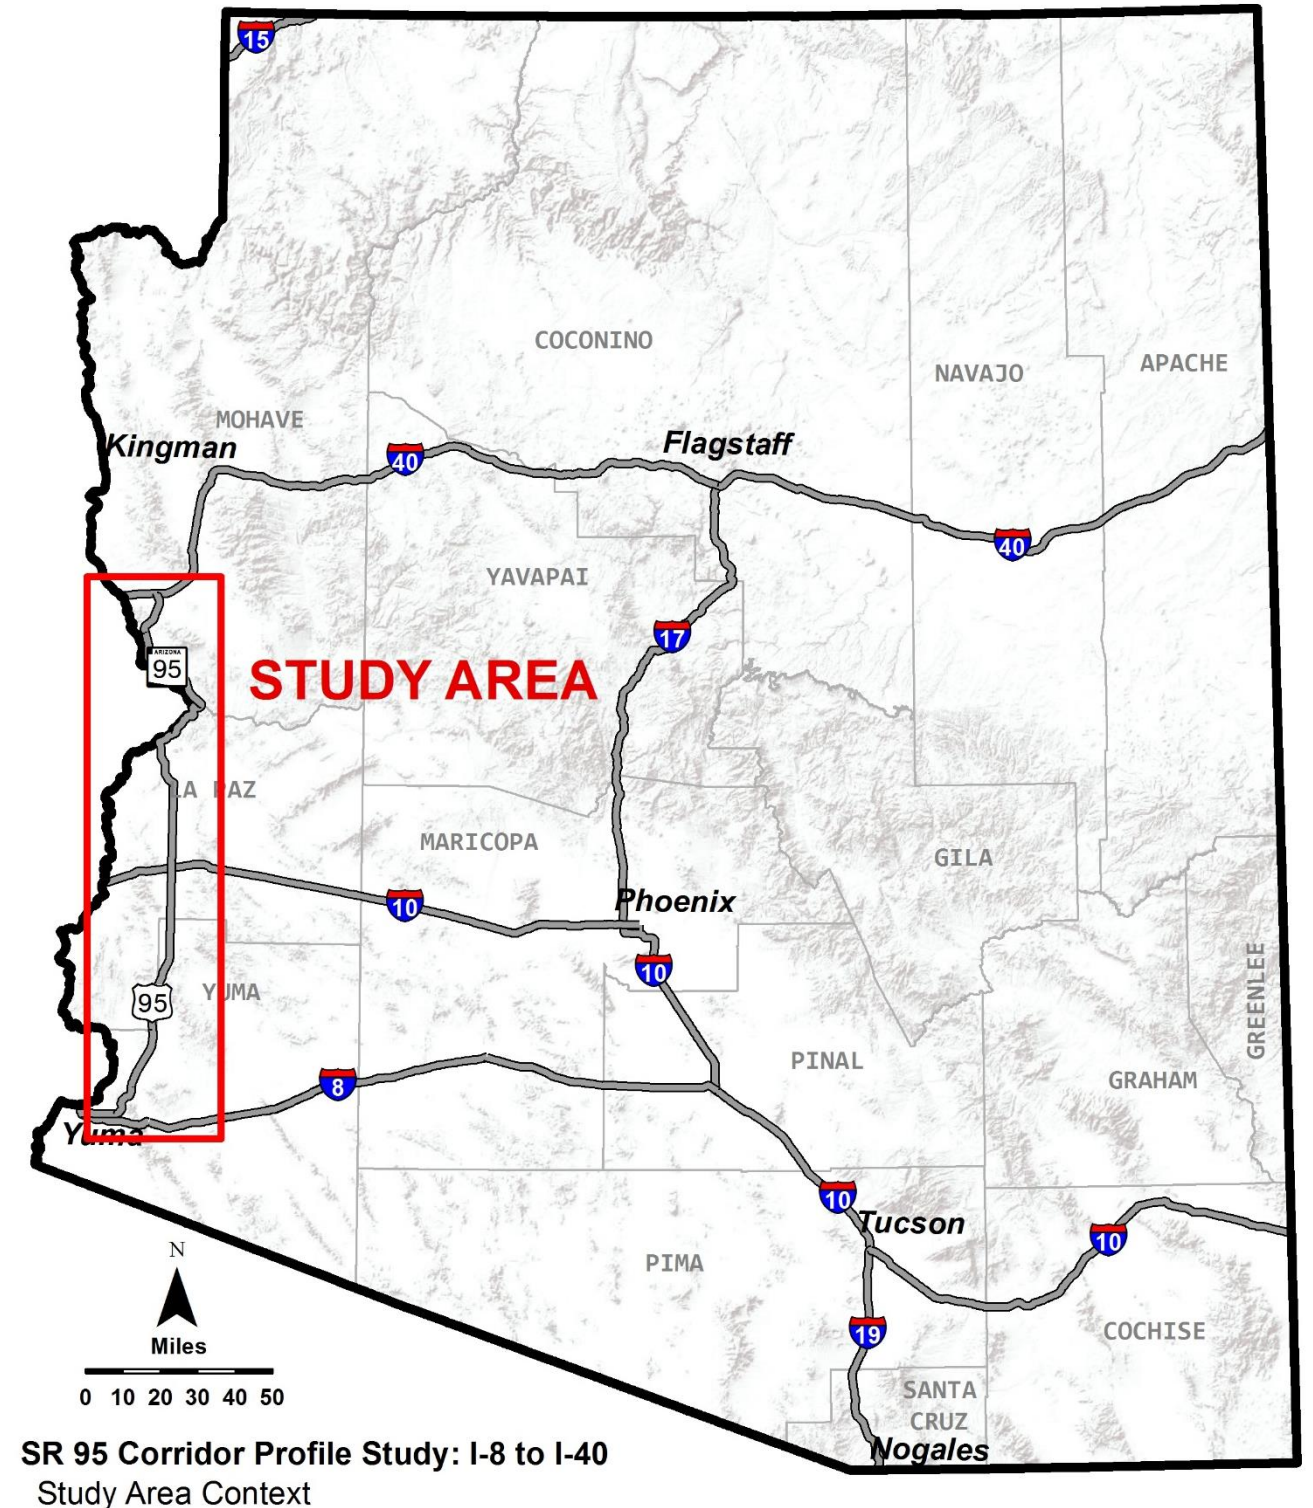 15
COCONINO
NAVAJO
APACHE
MOHAVE
Kingman
Flagstaff
40
40
YAVAPAI
17
ARIZONA
95
STUDY AREA
LA PAZ
MARICOPA
GILA
10
Phoenix
10
95
YUMA
GREENLEE
8
PINAL
GRAHAM
Yuma
10
Tucson
10
N
PIMA
Miles
0 10 20 30 40 50
19
COCHISE
SANTA
CRUZ
Nogales
SR 95 Corridor Profile Study: I-8 to I-40
Study Area Context